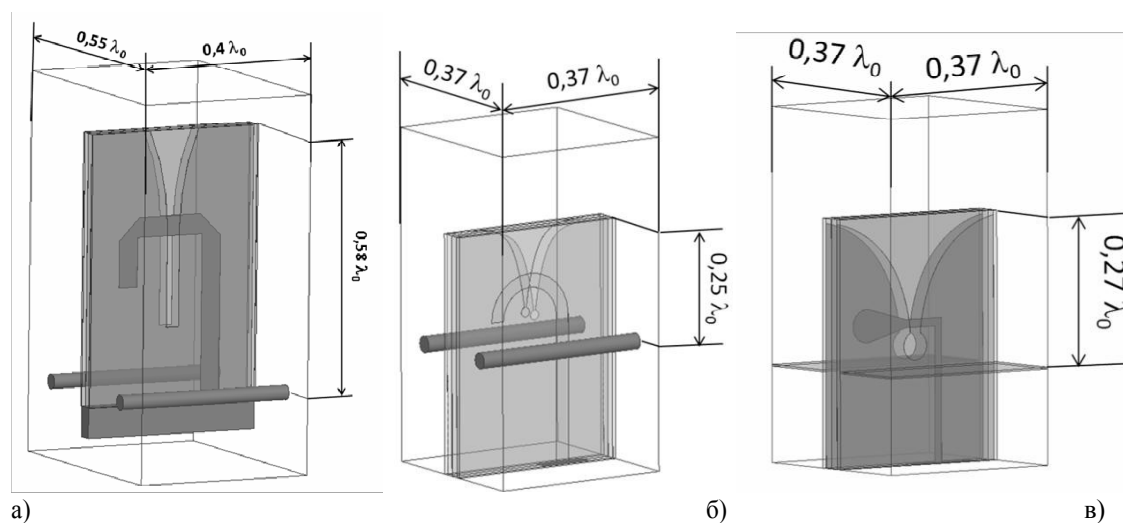 0,55 λ₀
0,4 λ₀
0,58 λ₀
0,37 λ₀
0,37 λ₀
0,25 λ₀
0,37 λ₀
0,37 λ₀
0,27 λ₀
а)
б)
в)